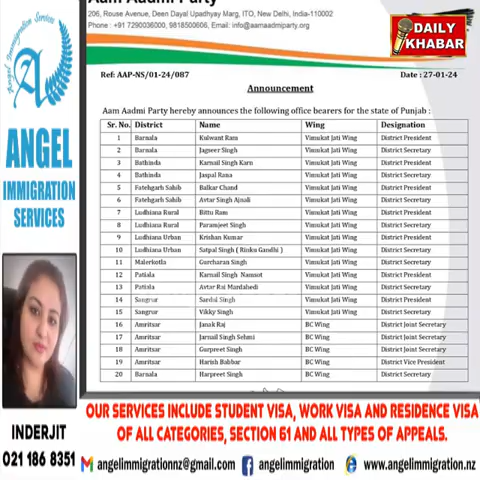 Aam Aadmi Party
206, Rouse Avenue, Deen Dayal Upadhyay Marg, ITO, New Delhi, India-110002
Phone : +91 7290036000, 9818500606, Email: info@aamaadmiparty.org
DAILY
KHABAR
Angel Immigration Services
A
ANGEL
IMMIGRATION
SERVICES
Ref: AAP-NS/01-24/087 Date : 27-01-24
Announcement
Aam Aadmi Party hereby announces the following office bearers for the state of Punjab :
Sr. No. District Name Wing Designation
1 Barnala Kulwant Ram Vimukat Jati Wing District President
2 Barnala Jagneer Singh Vimukat Jati Wing District Secretary
3 Bathinda Karnail Singh Karn Vimukat Jati Wing District President
4 Bathinda Jaspal Rana Vimukat Jati Wing District Secretary
5 Fatehgarh Sahib Balkar Chand Vimukat Jati Wing District President
6 Fatehgarh Sahib Avtar Singh Ajnali Vimukat Jati Wing District Secretary
7 Ludhiana Rural Bittu Ram Vimukat Jati Wing District President
8 Ludhiana Rural Paramjeet Singh Vimukat Jati Wing District Secretary
9 Ludhiana Urban Krishan Kumar Vimukat Jati Wing District President
10 Ludhiana Urban Satpal Singh ( Rinku Gandhi ) Vimukat Jati Wing District Secretary
11 Malerkotla Gurcharan Singh Vimukat Jati Wing District Secretary
12 Patiala Karnail Singh Namsot Vimukat Jati Wing District President
13 Patiala Avtar Raj Mardahedi Vimukat Jati Wing District Secretary
14 Sangrur Singh Vimukat Jati Wing District President
15 Sangrur Vikky Singh Vimukat Jati Wing District Secretary
16 Amritsar Janak Raj BC Wing District Joint Secretary
17 Amritsar Jarnail Singh Sehmi BC Wing District Joint Secretary
18 Amritsar Gurpreet Singh BC Wing District Joint Secretary
19 Amritsar Harish Babbar BC Wing District Vice President
20 Barnala Harpreet Singh BC Wing District Secretary
INDERJIT
021 186 8351
OUR SERVICES INCLUDE STUDENT VISA, WORK VISA AND RESIDENCE VISA
OF ALL CATEGORIES, SECTION 61 AND ALL TYPES OF APPEALS.
angelimmigrationnz@gmail.com angelimmigration www.angelimmigration.nz